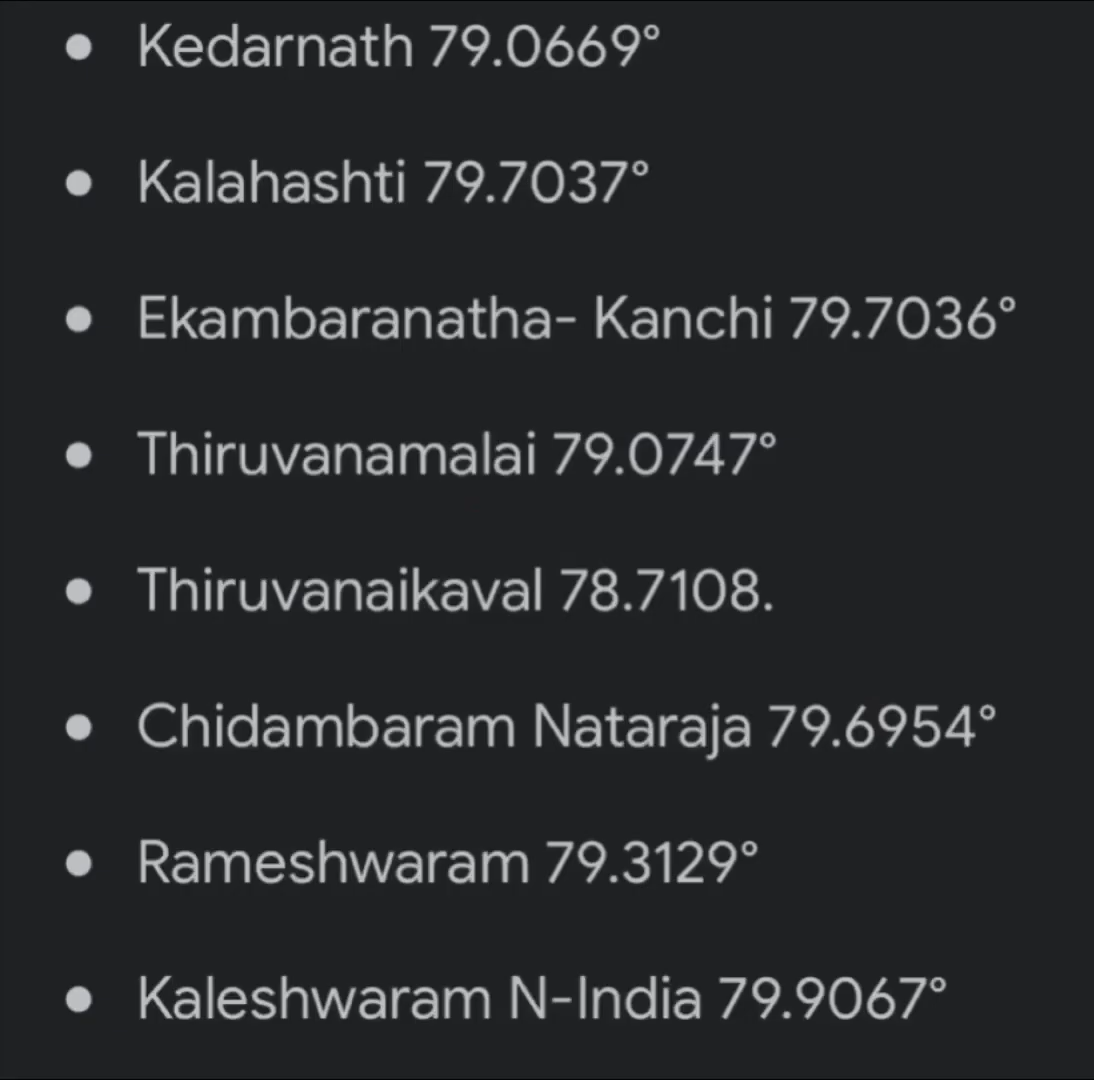 • Kedarnath 79.0669°
• Kalahashti 79.7037°
• Ekambaranatha- Kanchi 79.7036°
• Thiruvanamalai 79.0747°
• Thiruvanaikaval 78.7108.
• Chidambaram Nataraja 79.6954°
• Rameshwaram 79.3129°
• Kaleshwaram N-India 79.9067°